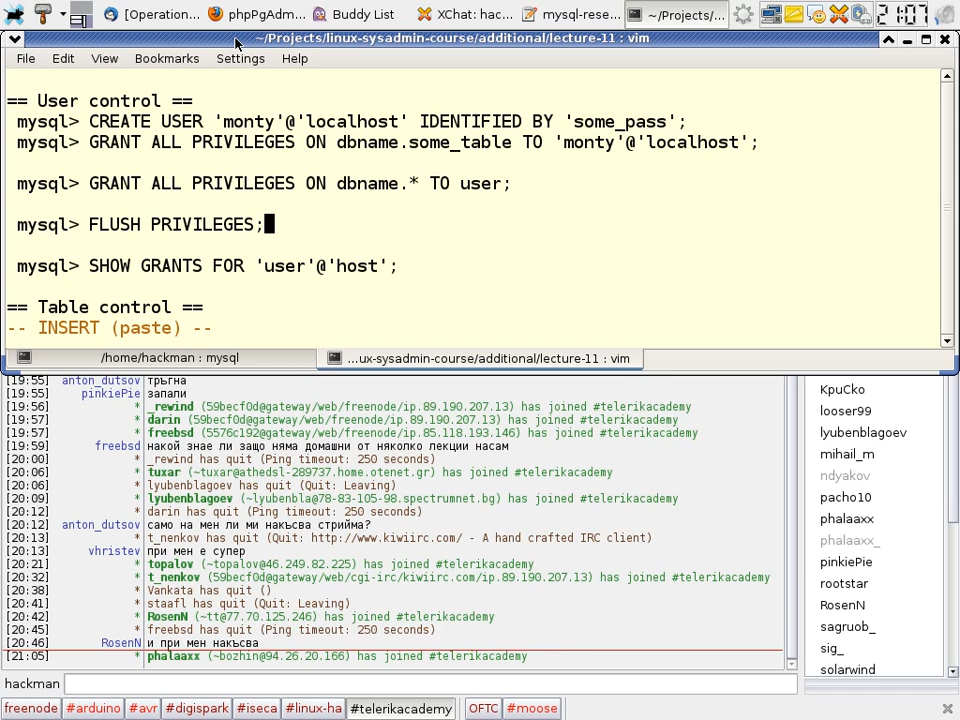 [Operation...
phpPgAdm...
Buddy List
XChat: hac...
mysql-rese...
~/Projects/...
21:07
~/Projects/linux-sysadmin-course/additional/lecture-11 : vim
File Edit View Bookmarks Settings Help
== User control ==
mysql> CREATE USER 'monty'@'localhost' IDENTIFIED BY 'some_pass';
mysql> GRANT ALL PRIVILEGES ON dbname.some_table TO 'monty'@'localhost';
mysql> GRANT ALL PRIVILEGES ON dbname.* TO user;
mysql> FLUSH PRIVILEGES;
mysql> SHOW GRANTS FOR 'user'@'host';
== Table control ==
-- INSERT (paste) --
/home/hackman : mysql
...ux-sysadmin-course/additional/lecture-11 : vim
[19:55] anton_dutsov тръгна
[19:55] pinkiePie запали
[19:56] * _rewind (59becf0d@gateway/web/freenode/ip.89.190.207.13) has joined #telerikacademy
[19:57] * darin (59becf0d@gateway/web/freenode/ip.89.190.207.13) has joined #telerikacademy
[19:57] * freebsd (5576c192@gateway/web/freenode/ip.85.118.193.146) has joined #telerikacademy
[19:59] freebsd някой знае ли защо няма домашни от няколко лекции насам
[20:00] * _rewind has quit (Ping timeout: 250 seconds)
[20:06] * tuxar (~tuxar@athedsl-289737.home.otenet.gr) has joined #telerikacademy
[20:06] * lyubenblagoev has quit (Quit: Leaving)
[20:09] * lyubenblagoev (~lyubenbla@78-83-105-98.spectrumnet.bg) has joined #telerikacademy
[20:12] * darin has quit (Ping timeout: 250 seconds)
[20:12] anton_dutsov само на мен ли ми накъсва стрийма?
[20:13] * t_nenkov has quit (Quit: http://www.kiwiirc.com/ - A hand crafted IRC client)
[20:13] vhristev при мен е супер
[20:21] * topalov (~topalov@46.249.82.225) has joined #telerikacademy
[20:32] * t_nenkov (59becf0d@gateway/web/cgi-irc/kiwiirc.com/ip.89.190.207.13) has joined #telerikacademy
[20:38] * Vankata has quit ()
[20:41] * staafl has quit (Quit: Leaving)
[20:42] * RosenN (~tt@77.70.125.246) has joined #telerikacademy
[20:45] * freebsd has quit (Ping timeout: 250 seconds)
[20:46] RosenN и при мен накъсва
[21:05] * phalaaxx (~bozhin@94.26.20.166) has joined #telerikacademy
KpuCko
looser99
lyubenblagoev
mihail_m
ndyakov
pacho10
phalaaxx
phalaaxx_
pinkiePie
rootstar
RosenN
sagruob_
sig_
solarwind
hackman
freenode #arduino #avr #digispark #iseca #linux-ha #telerikacademy OFTC #moose